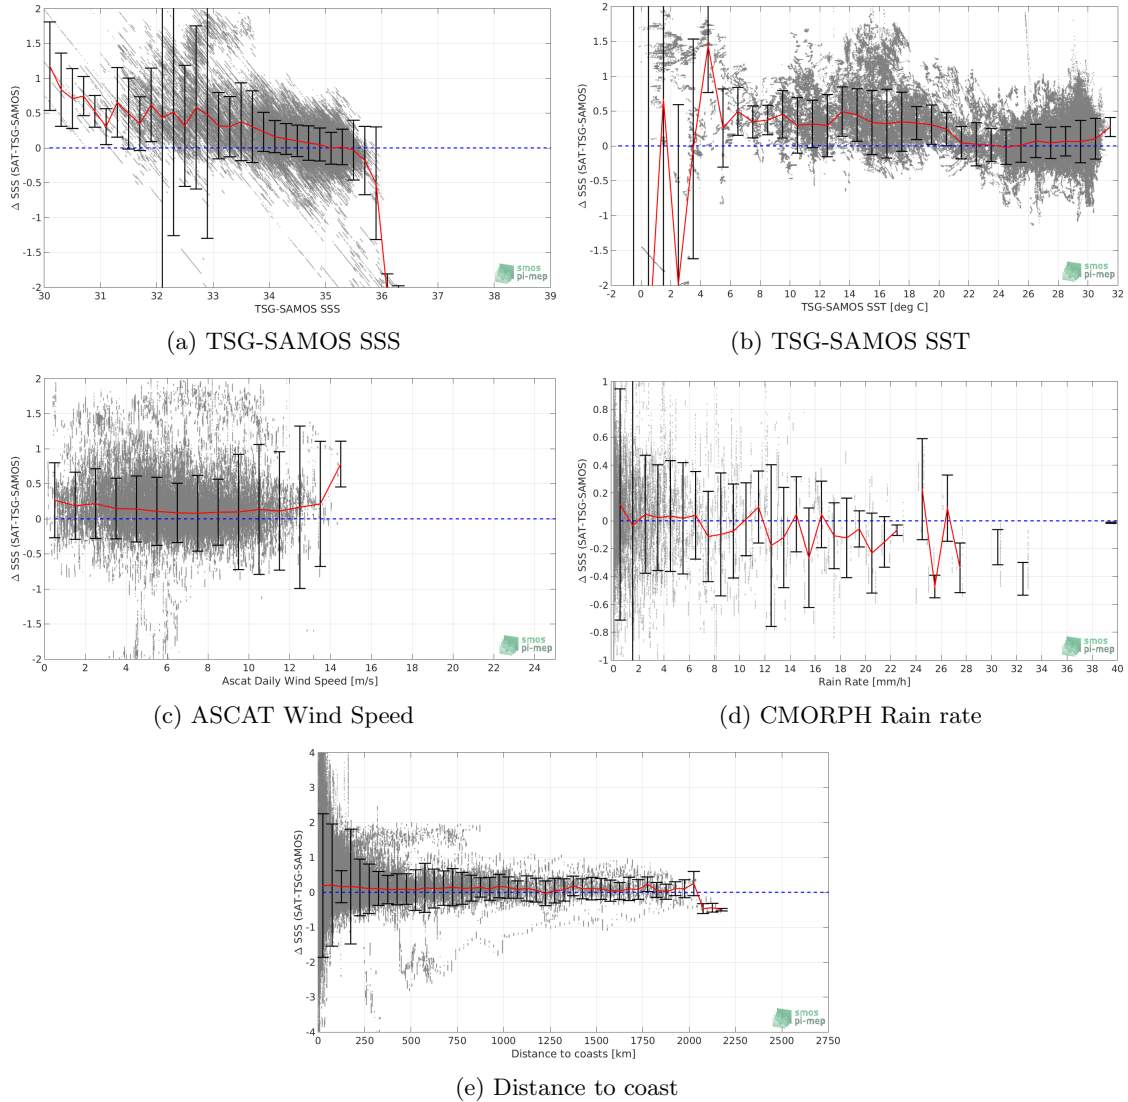 2
1.5
1
0.5
0
-0.5
-1
-1.5
-2
Δ SSS (SAT-TSG-SAMOS)
30 31 32 33 34 35 36 37 38 39
TSG-SAMOS SSS
smos
pi-mep
(a) TSG-SAMOS SSS
2
1.5
1
0.5
0
-0.5
-1
-1.5
-2
Δ SSS (SAT-TSG-SAMOS)
-2 0 2 4 6 8 10 12 14 16 18 20 22 24 26 28 30 32
TSG-SAMOS SST [deg C]
smos
pi-mep
(b) TSG-SAMOS SST
2
1.5
1
0.5
0
-0.5
-1
-1.5
-2
Δ SSS (SAT-TSG-SAMOS)
0 2 4 6 8 10 12 14 16 18 20 22 24
Ascat Daily Wind Speed [m/s]
smos
pi-mep
(c) ASCAT Wind Speed
1
0.8
0.6
0.4
0.2
0
-0.2
-0.4
-0.6
-0.8
-1
Δ SSS (SAT-TSG-SAMOS)
0 2 4 6 8 10 12 14 16 18 20 22 24 26 28 30 32 34 36 38 40
Rain Rate [mm/h]
smos
pi-mep
(d) CMORPH Rain rate
4
3
2
1
0
-1
-2
-3
-4
Δ SSS (SAT-TSG-SAMOS)
0 250 500 750 1000 1250 1500 1750 2000 2250 2500 2750
Distance to coasts [km]
smos
pi-mep
(e) Distance to coast